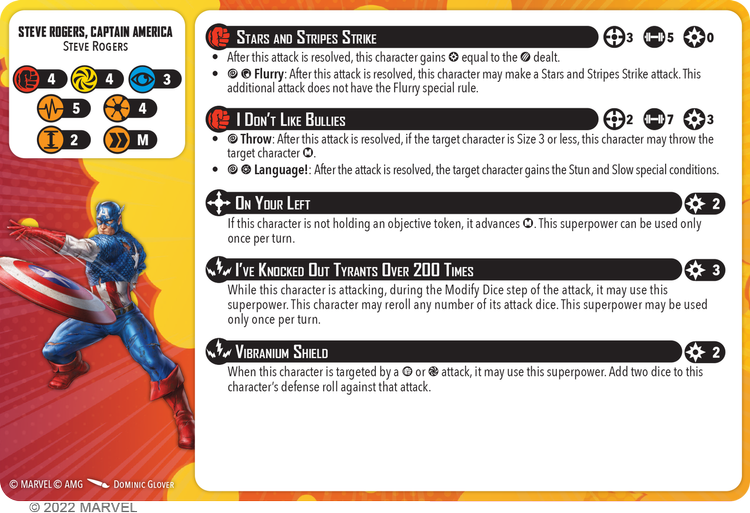 STEVE ROGERS, CAPTAIN AMERICA
STEVE ROGERS
4 4 3
5 4
2 M
STARS AND STRIPES STRIKE 3 5 0
• After this attack is resolved, this character gains equal to the dealt.
• Flurry: After this attack is resolved, this character may make a Stars and Stripes Strike attack. This
additional attack does not have the Flurry special rule.
I DON'T LIKE BULLIES 2 7 3
• Throw: After this attack is resolved, if the target character is Size 3 or less, this character may throw the
target character S.
• Language!: After the attack is resolved, the target character gains the Stun and Slow special conditions.
ON YOUR LEFT 2
If this character is not holding an objective token, it advances S. This superpower can be used only
once per turn.
I'VE KNOCKED OUT TYRANTS OVER 200 TIMES 3
While this character is attacking, during the Modify Dice step of the attack, it may use this
superpower. This character may reroll any number of its attack dice. This superpower may be used
only once per turn.
VIBRANIUM SHIELD 2
When this character is targeted by a or attack, it may use this superpower. Add two dice to this
character's defense roll against that attack.
© MARVEL © AMG DOMINIC GLOVER
© 2022 MARVEL